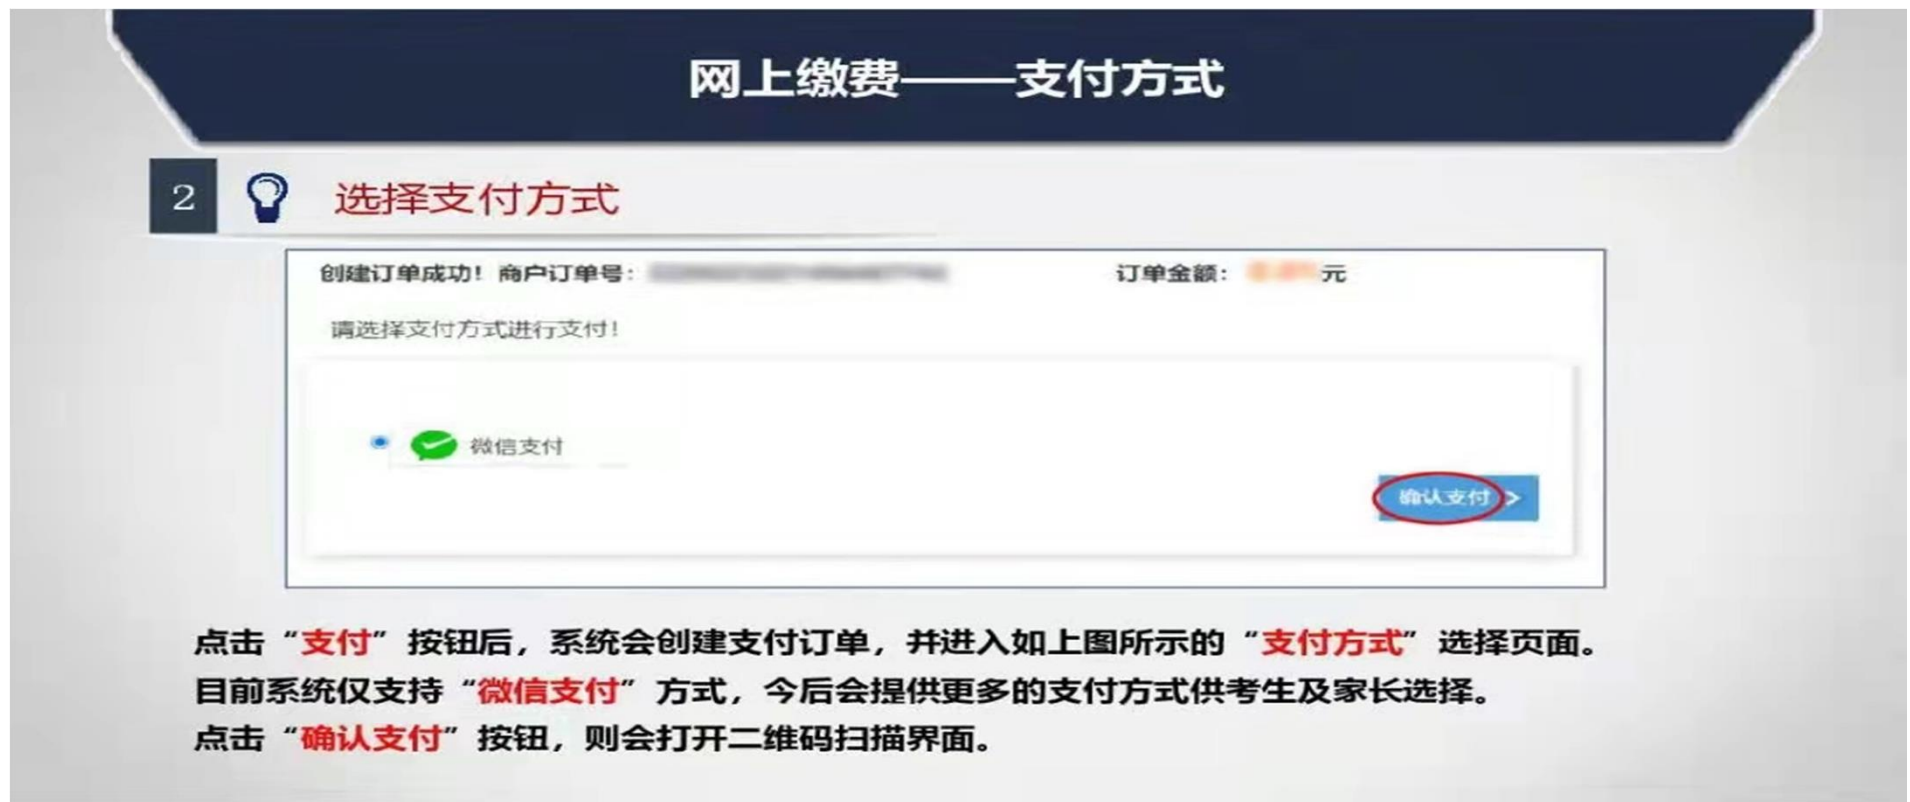 网上缴费——支付方式
2 选择支付方式
创建订单成功！商户订单号： 订单金额： 元
请选择支付方式进行支付！
微信支付
确认支付 >
点击“支付”按钮后，系统会创建支付订单，并进入如上图所示的“支付方式”选择页面。
目前系统仅支持“微信支付”方式，今后会提供更多的支付方式供考生及家长选择。
点击“确认支付”按钮，则会打开二维码扫描界面。